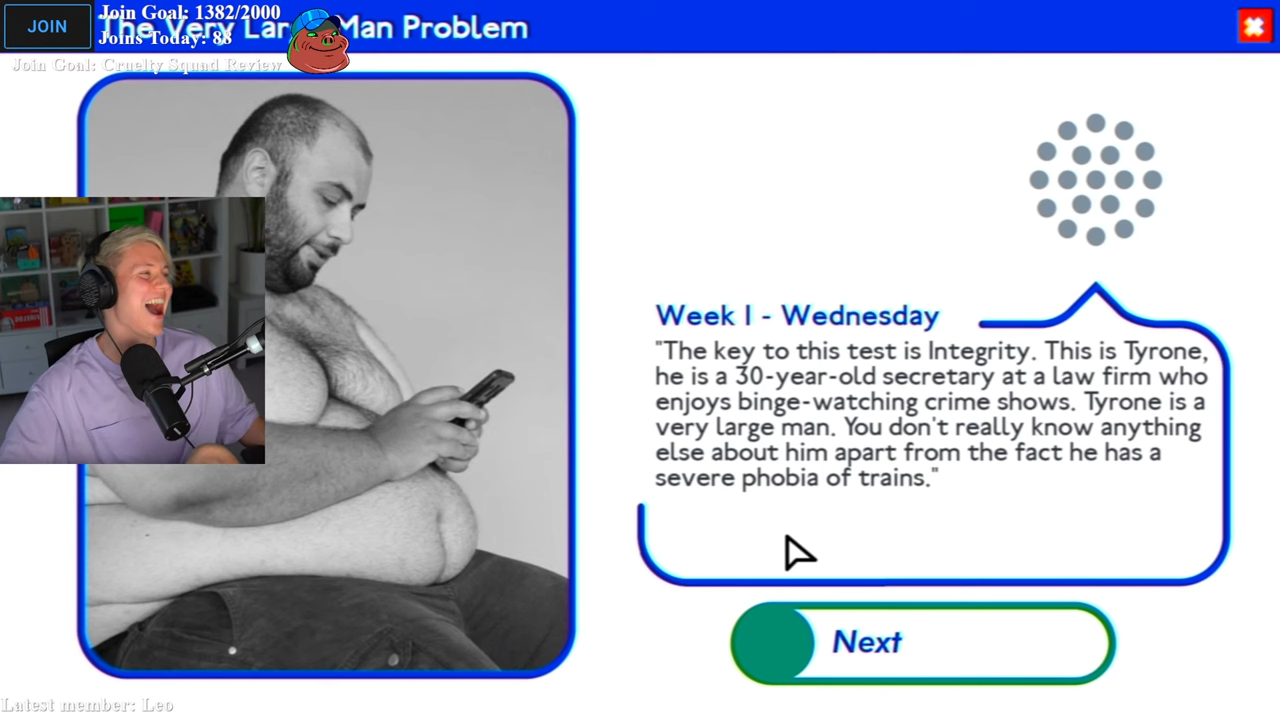 JOIN
Join Goal: 1382/2000
The Very Large Man Problem
Joins Today: 88
Join Goal: Cruelty Squad Review
Week 1 - Wednesday
"The key to this test is Integrity. This is Tyrone,
he is a 30-year-old secretary at a law firm who
enjoys binge-watching crime shows. Tyrone is a
very large man. You don't really know anything
else about him apart from the fact he has a
severe phobia of trains."
Next
Latest member: Leo